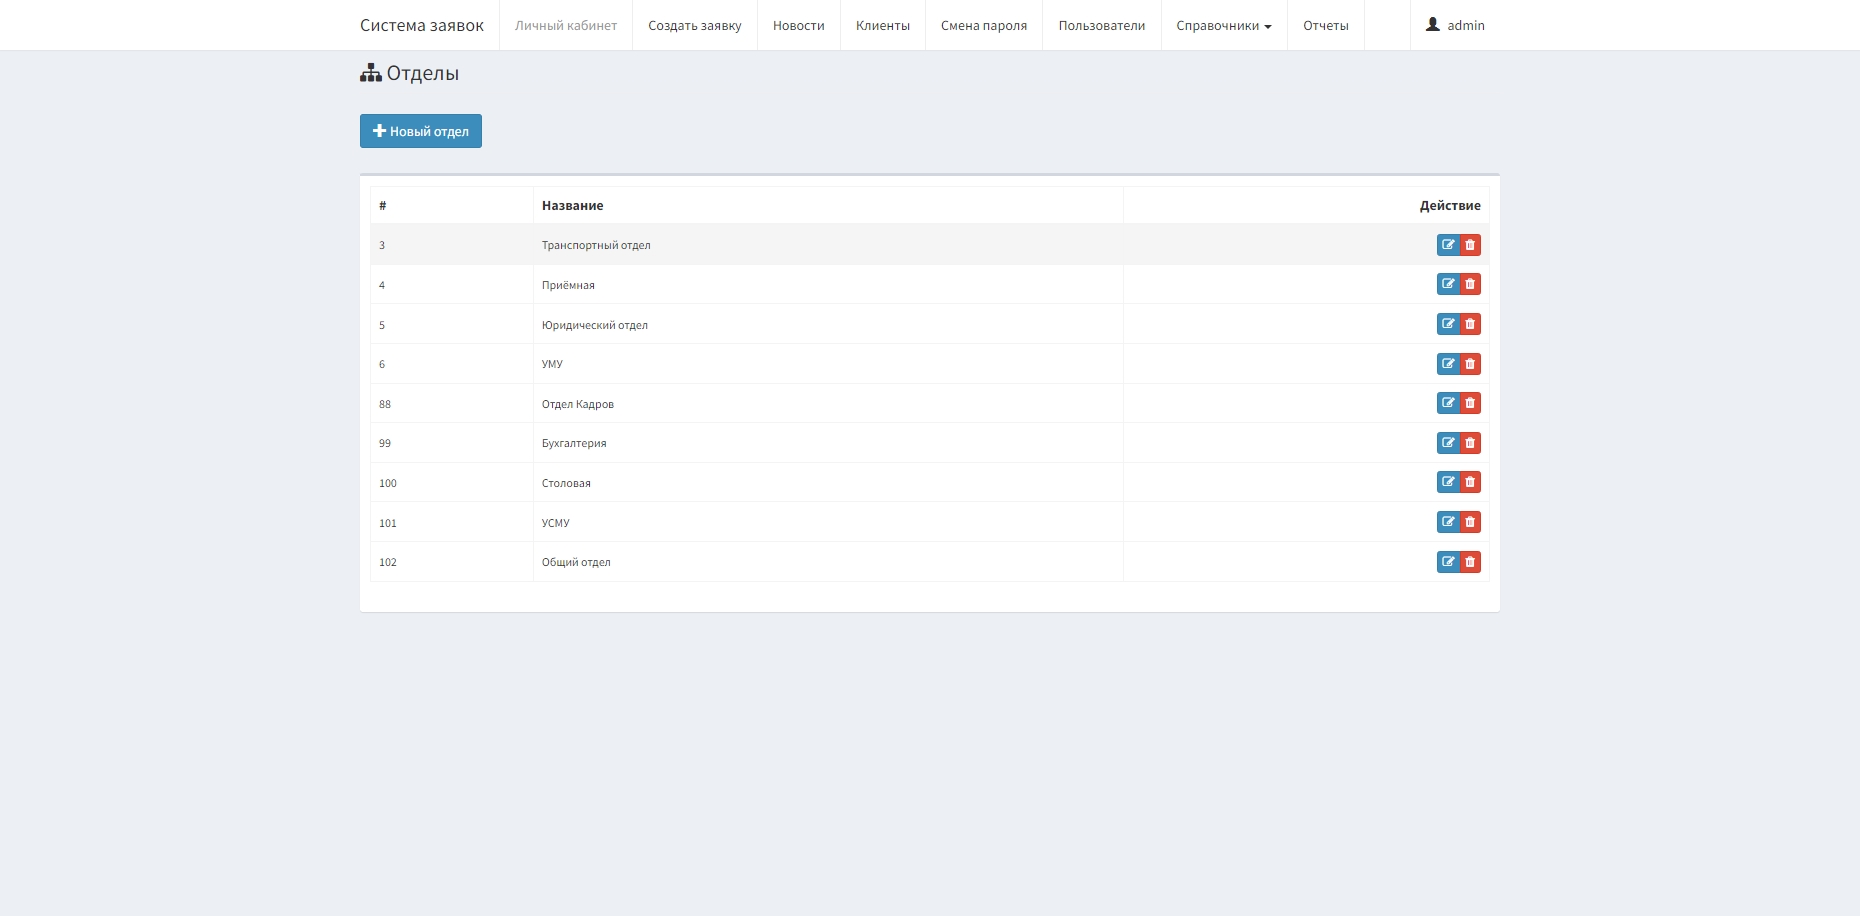 Система заявок Личный кабинет Создать заявку Новости Клиенты Смена пароля Пользователи Справочники Отчеты admin
Отделы
Новый отдел
# Название Действие
3 Транспортный отдел
4 Приёмная
5 Юридический отдел
6 УМУ
88 Отдел Кадров
99 Бухгалтерия
100 Столовая
101 УСМУ
102 Общий отдел